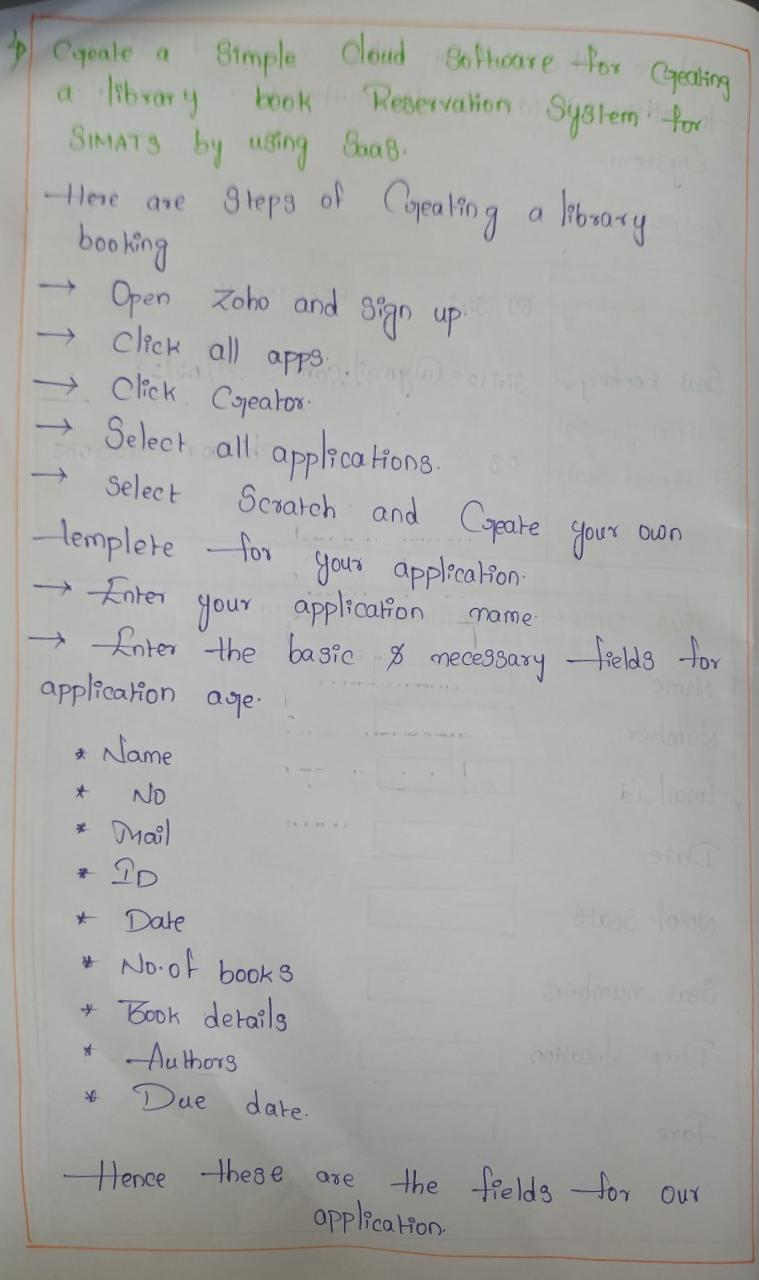 Create a Simple Cloud Software for Creating
a library book Reservation System for
SIMATS by using SaaS.
Here are Steps of Creating a library
booking
→ Open Zoho and Sign up.
→ Click all apps.
→ Click Creator.
→ Select all applications.
→ Select Scratch and Create your own
templete for your application.
→ Enter your application name.
→ Enter the basic & necessary fields for
application age.
* Name
* NO
* Mail
* ID
* Date
* No. of books
* Book details
* Authors
* Due date.
Hence these are the fields for our
application.